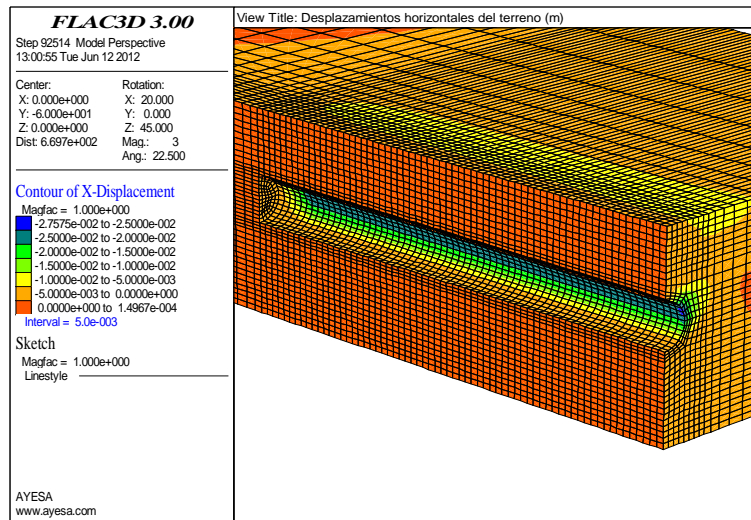 FLAC3D 3.00
Step 92514 Model Perspective
13:00:55 Tue Jun 12 2012
Center:
X: 0.000e+000
Y: -6.000e+001
Z: 0.000e+000
Dist: 6.697e+002
Rotation:
X: 20.000
Y: 0.000
Z: 45.000
Mag.: 3
Ang.: 22.500
Contour of X-Displacement
Magfac = 1.000e+000
-2.7575e-002 to -2.5000e-002
-2.5000e-002 to -2.0000e-002
-2.0000e-002 to -1.5000e-002
-1.5000e-002 to -1.0000e-002
-1.0000e-002 to -5.0000e-003
-5.0000e-003 to 0.0000e+000
0.0000e+000 to 1.4967e-004
Interval = 5.0e-003
Sketch
Magfac = 1.000e+000
Linestyle
AYESA
www.ayesa.com
View Title: Desplazamientos horizontales del terreno (m)